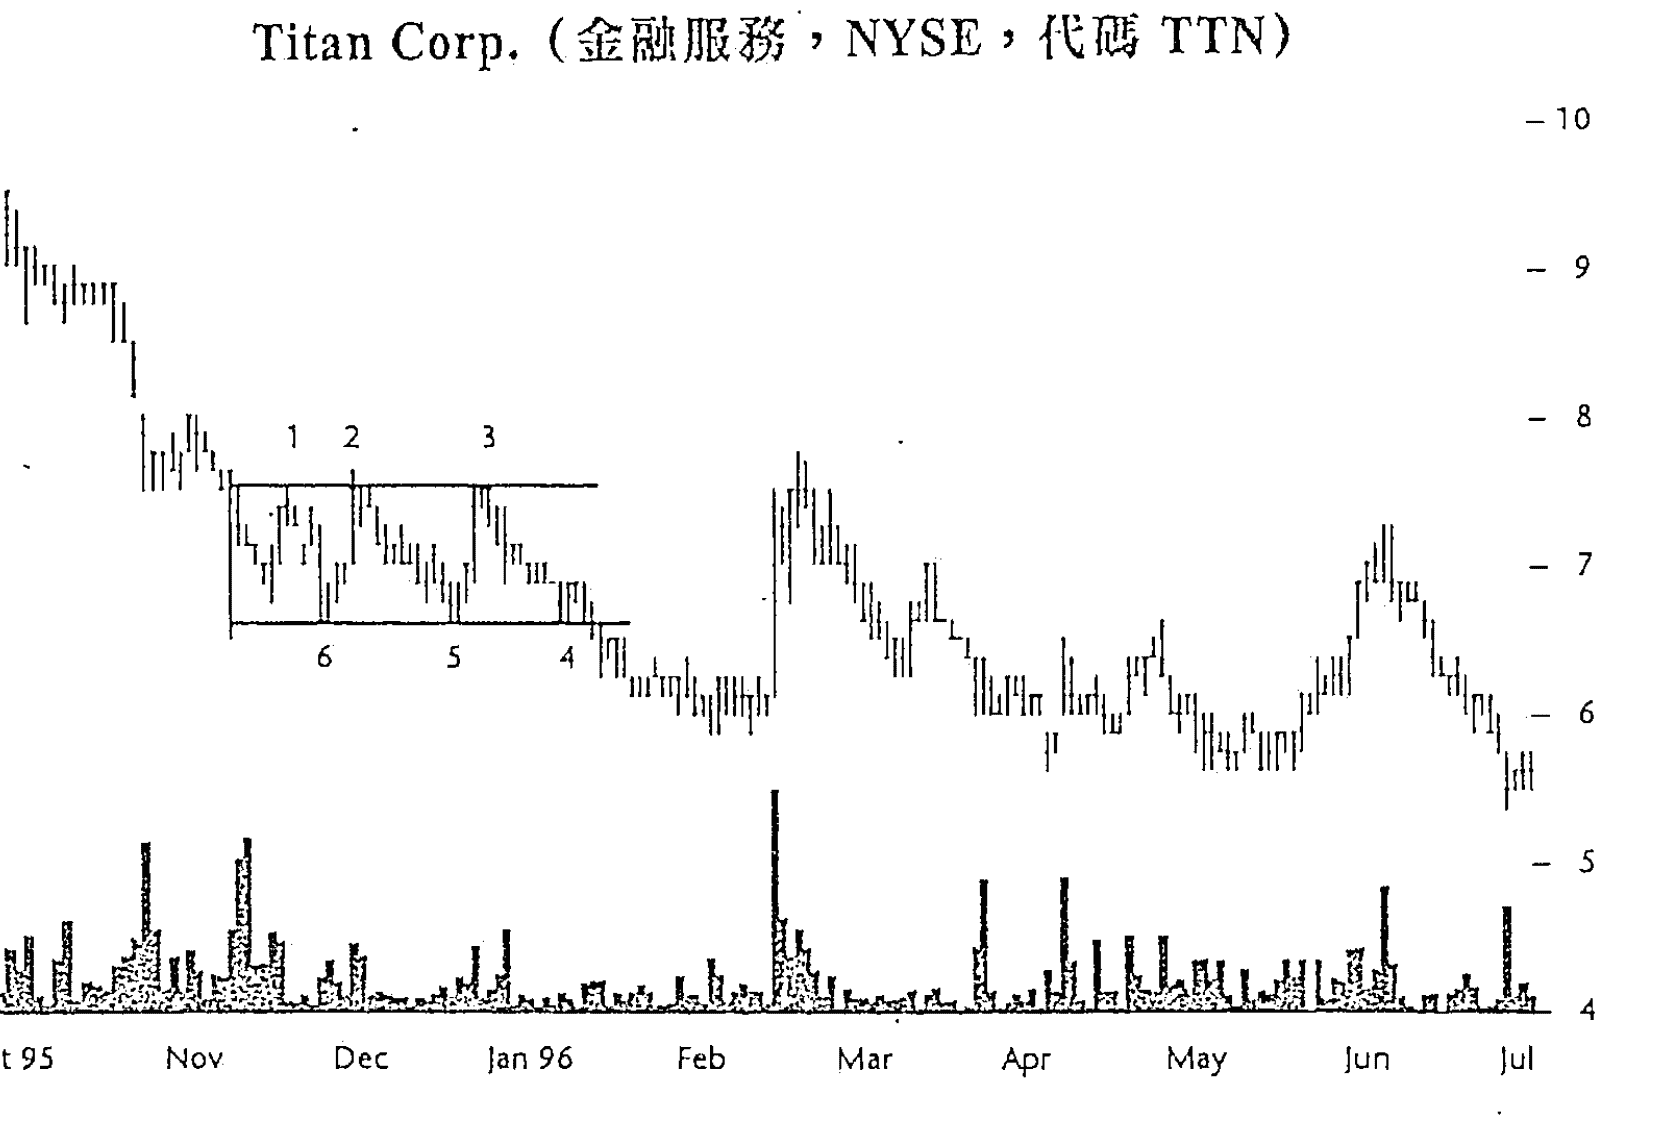 Titan Corp. (金融服務，NYSE，代碼 TTN)
10
9
8
1 2 3
7
6 5 4
6
5
4
t 95 Nov Dec Jan 96 Feb Mar Apr May Jun Jul